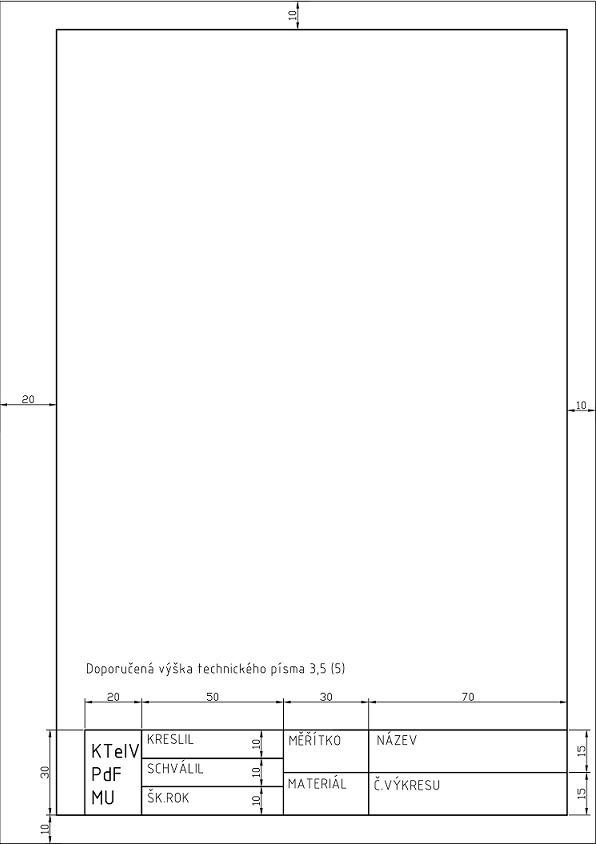 10
20
10
Doporučená výška technického písma 3,5 (5)
20 50 30 70
KTeIV
PdF
MU
KRESLIL
10
SCHVÁLIL
10
ŠK.ROK
10
MĚŘÍTKO
MATERIÁL
NÁZEV
Č.VÝKRESU
15
15
30
10